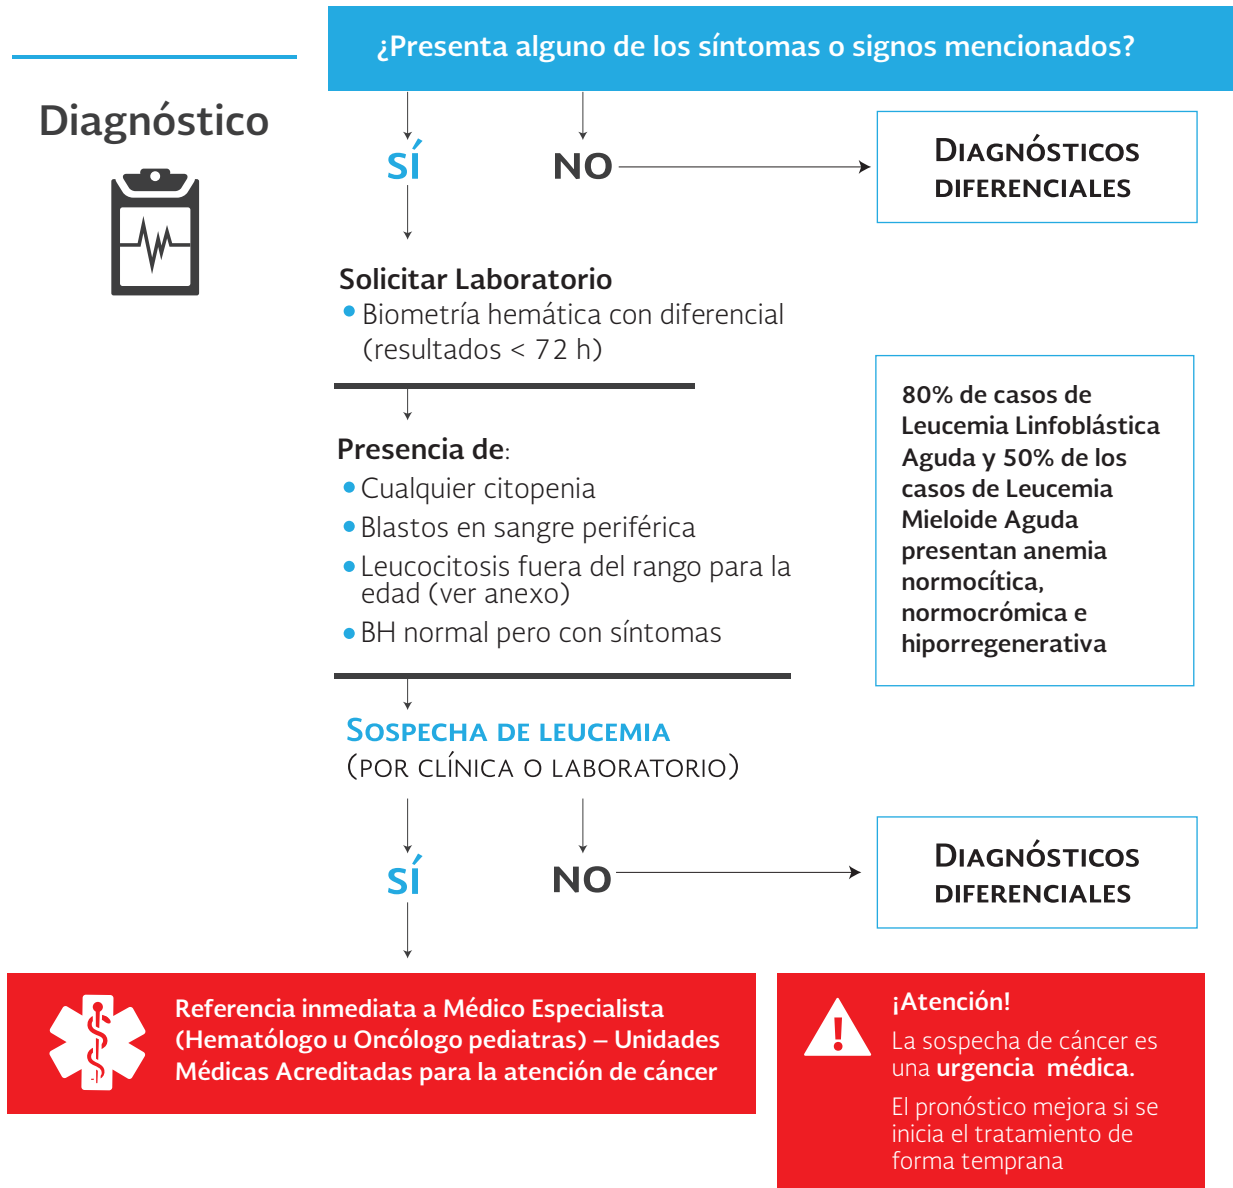 ¿Presenta alguno de los síntomas o signos mencionados?
Diagnóstico
SÍ
NO
DIAGNÓSTICOS
DIFERENCIALES
Solicitar Laboratorio
• Biometría hemática con diferencial
(resultados < 72 h)
Presencia de:
• Cualquier citopenia
• Blastos en sangre periférica
• Leucocitosis fuera del rango para la
edad (ver anexo)
• BH normal pero con síntomas
80% de casos de
Leucemia Linfoblástica
Aguda y 50% de los
casos de Leucemia
Mieloide Aguda
presentan anemia
normocítica,
normocrómica e
hiporregenerativa
SOSPECHA DE LEUCEMIA
(POR CLÍNICA O LABORATORIO)
SÍ
NO
DIAGNÓSTICOS
DIFERENCIALES
Referencia inmediata a Médico Especialista
(Hematólogo u Oncólogo pediatras) – Unidades
Médicas Acreditadas para la atención de cáncer
¡Atención!
La sospecha de cáncer es
una urgencia médica.
El pronóstico mejora si se
inicia el tratamiento de
forma temprana